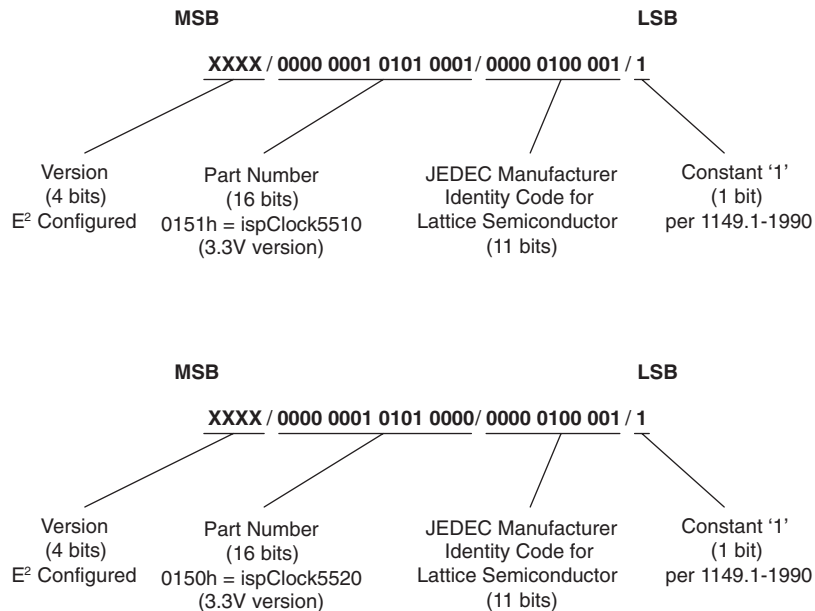 MSB LSB
XXXX / 0000 0001 0101 0001/ 0000 0100 001 / 1
Version
(4 bits)
E² Configured
Part Number
(16 bits)
0151h = ispClock5510
(3.3V version)
JEDEC Manufacturer
Identity Code for
Lattice Semiconductor
(11 bits)
Constant ‘1’
(1 bit)
per 1149.1-1990
MSB LSB
XXXX / 0000 0001 0101 0000/ 0000 0100 001 / 1
Version
(4 bits)
E² Configured
Part Number
(16 bits)
0150h = ispClock5520
(3.3V version)
JEDEC Manufacturer
Identity Code for
Lattice Semiconductor
(11 bits)
Constant ‘1’
(1 bit)
per 1149.1-1990